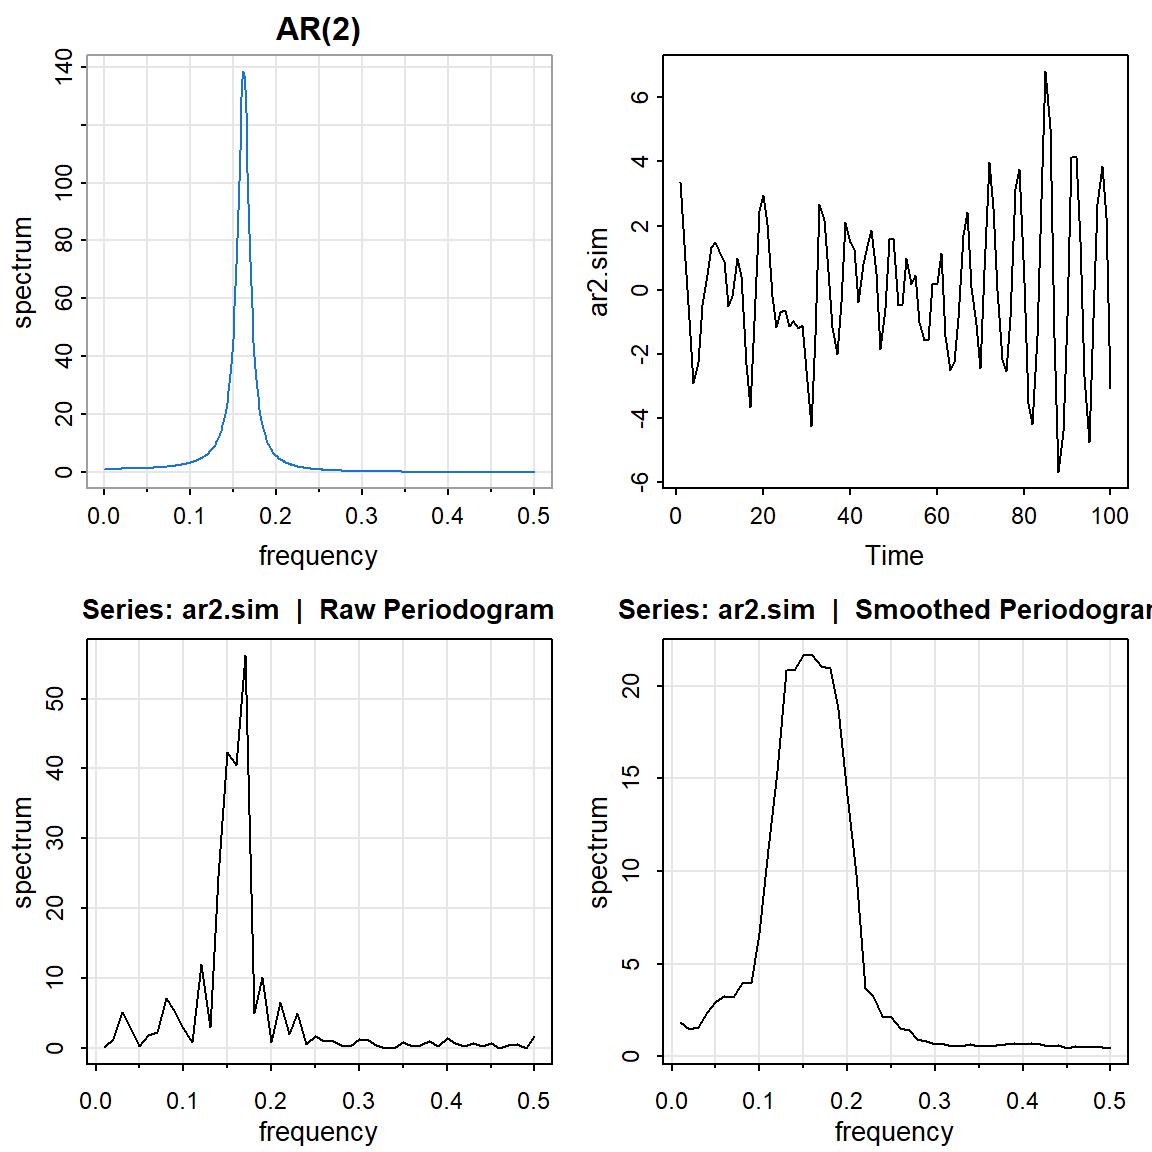 AR(2)
spectrum
0 20 40 60 80 100 140
0.0 0.1 0.2 0.3 0.4 0.5
frequency
ar2.sim
-6 -4 -2 0 2 4 6
0 20 40 60 80 100
Time
Series: ar2.sim | Raw Periodogram
spectrum
0 10 20 30 40 50
0.0 0.1 0.2 0.3 0.4 0.5
frequency
Series: ar2.sim | Smoothed Periodogram
spectrum
0 5 10 15 20
0.0 0.1 0.2 0.3 0.4 0.5
frequency